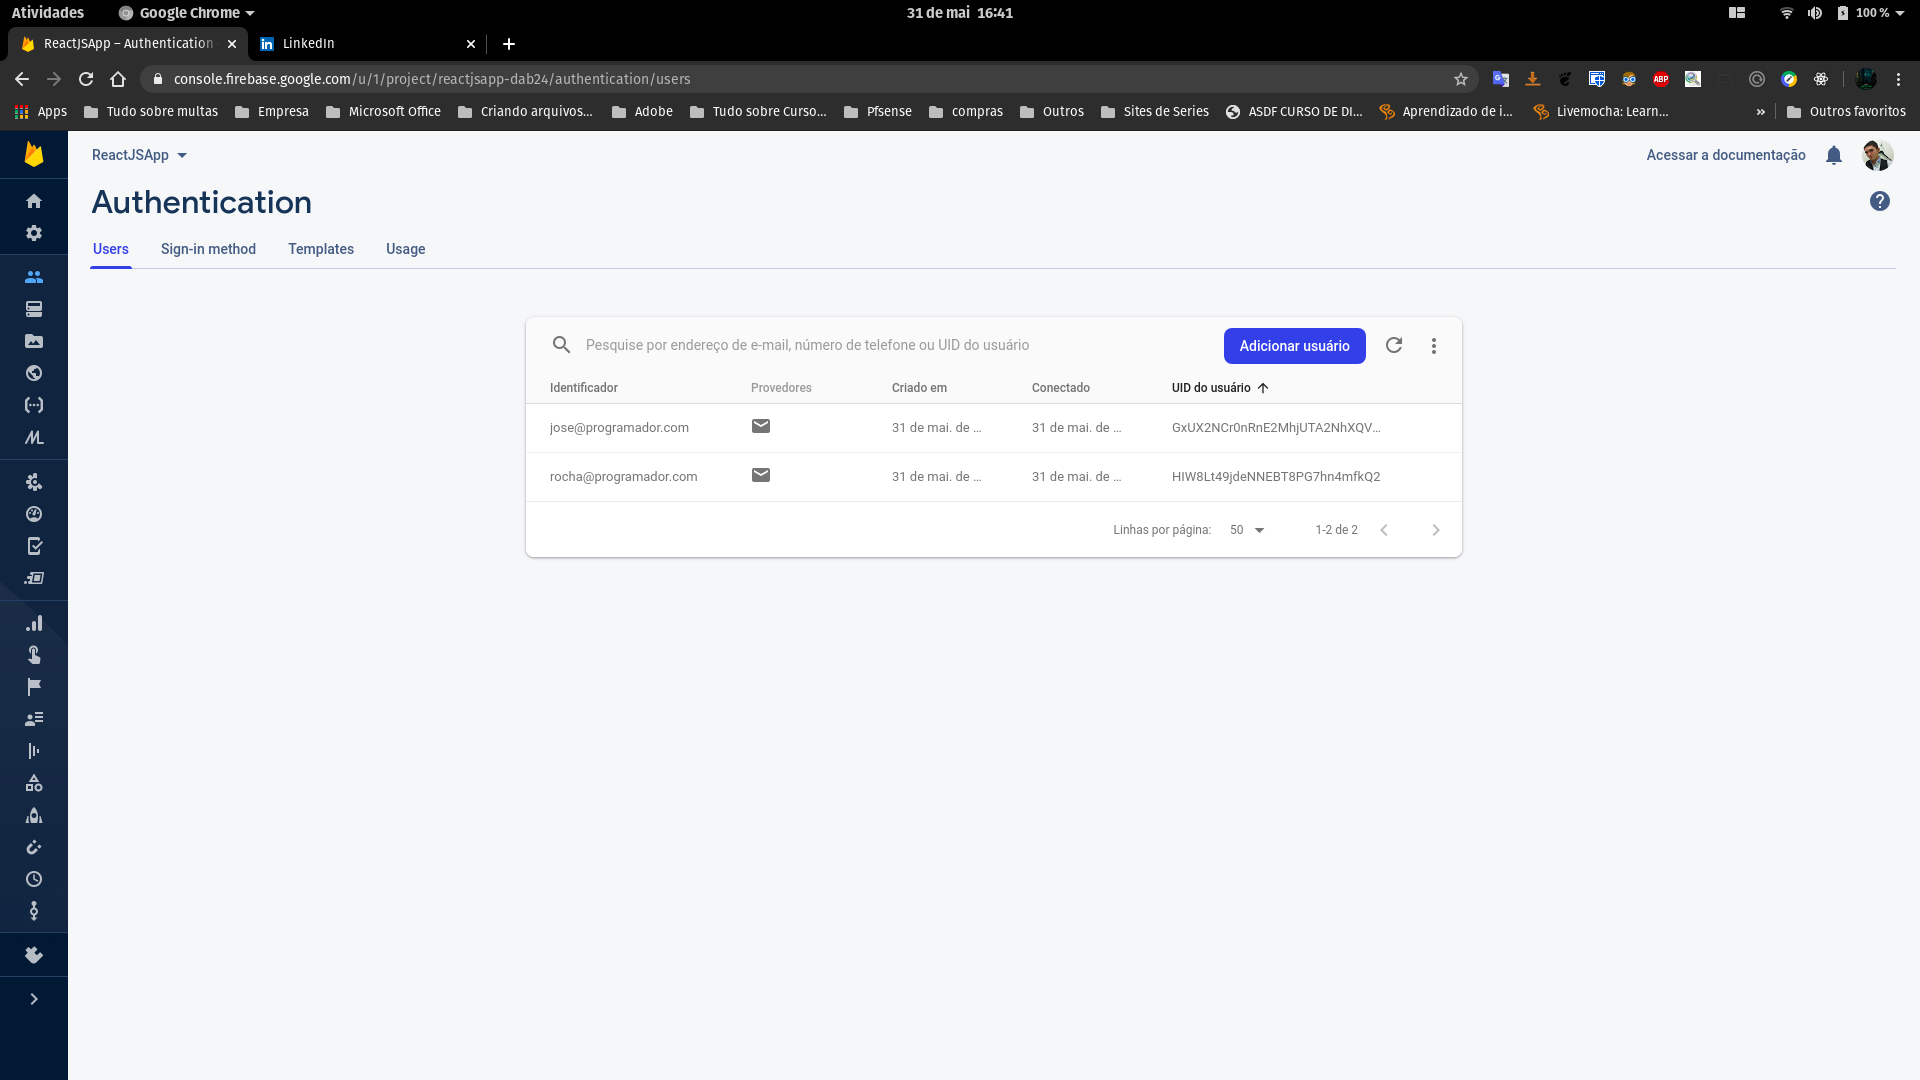 Atividades Google Chrome 31 de mai 16:41 100 %
ReactJSApp – Authentication LinkedIn
console.firebase.google.com/u/1/project/reactjsapp-dab24/authentication/users
Apps Tudo sobre multas Empresa Microsoft Office Criando arquivos... Adobe Tudo sobre Curso... Pfsense compras Outros Sites de Series ASDF CURSO DE DI... Aprendizado de i... Livemocha: Learn... » Outros favoritos
ReactJSApp Acessar a documentação
Authentication
Users Sign-in method Templates Usage
Pesquise por endereço de e-mail, número de telefone ou UID do usuário Adicionar usuário
Identificador Provedores Criado em Conectado UID do usuário
jose@programador.com 31 de mai. de ... 31 de mai. de ... GxUX2NCr0nRnE2MhjUTA2NhXQV...
rocha@programador.com 31 de mai. de ... 31 de mai. de ... HIW8Lt49jdeNNEBT8PG7hn4mfkQ2
Linhas por página: 50 1-2 de 2